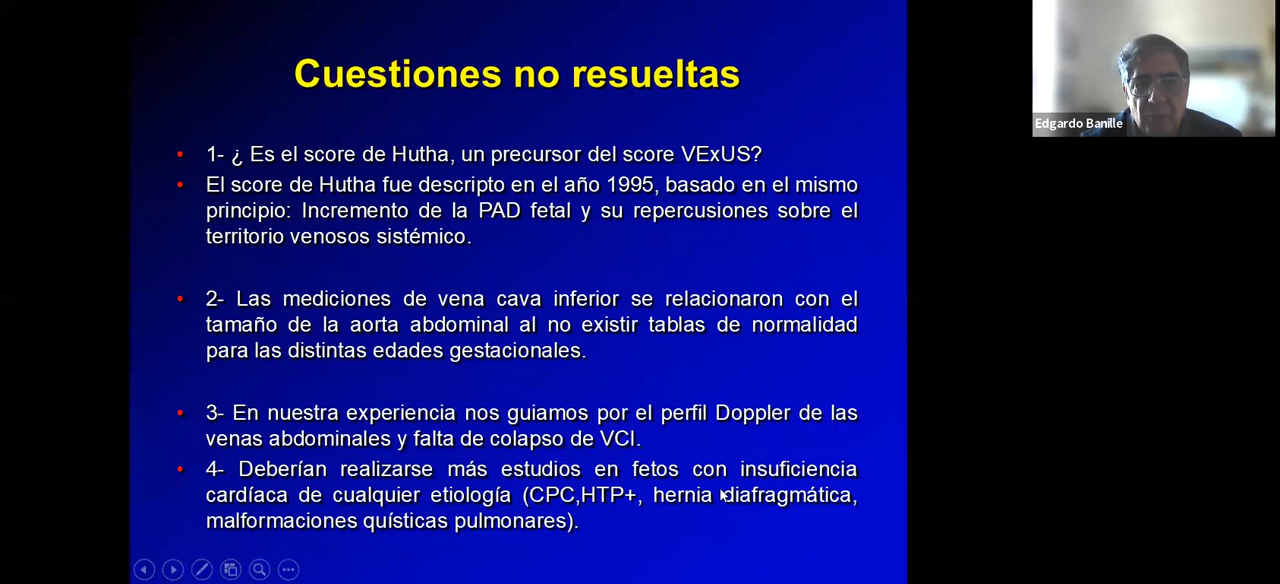 Cuestiones no resueltas
Edgardo Banille
• 1- ¿ Es el score de Hutha, un precursor del score VExUS?
• El score de Hutha fue descripto en el año 1995, basado en el mismo
principio: Incremento de la PAD fetal y su repercusiones sobre el
territorio venosos sistémico.
• 2- Las mediciones de vena cava inferior se relacionaron con el
tamaño de la aorta abdominal al no existir tablas de normalidad
para las distintas edades gestacionales.
• 3- En nuestra experiencia nos guiamos por el perfil Doppler de las
venas abdominales y falta de colapso de VCI.
• 4- Deberían realizarse más estudios en fetos con insuficiencia
cardíaca de cualquier etiología (CPC,HTP+, hernia diafragmática,
malformaciones quísticas pulmonares).